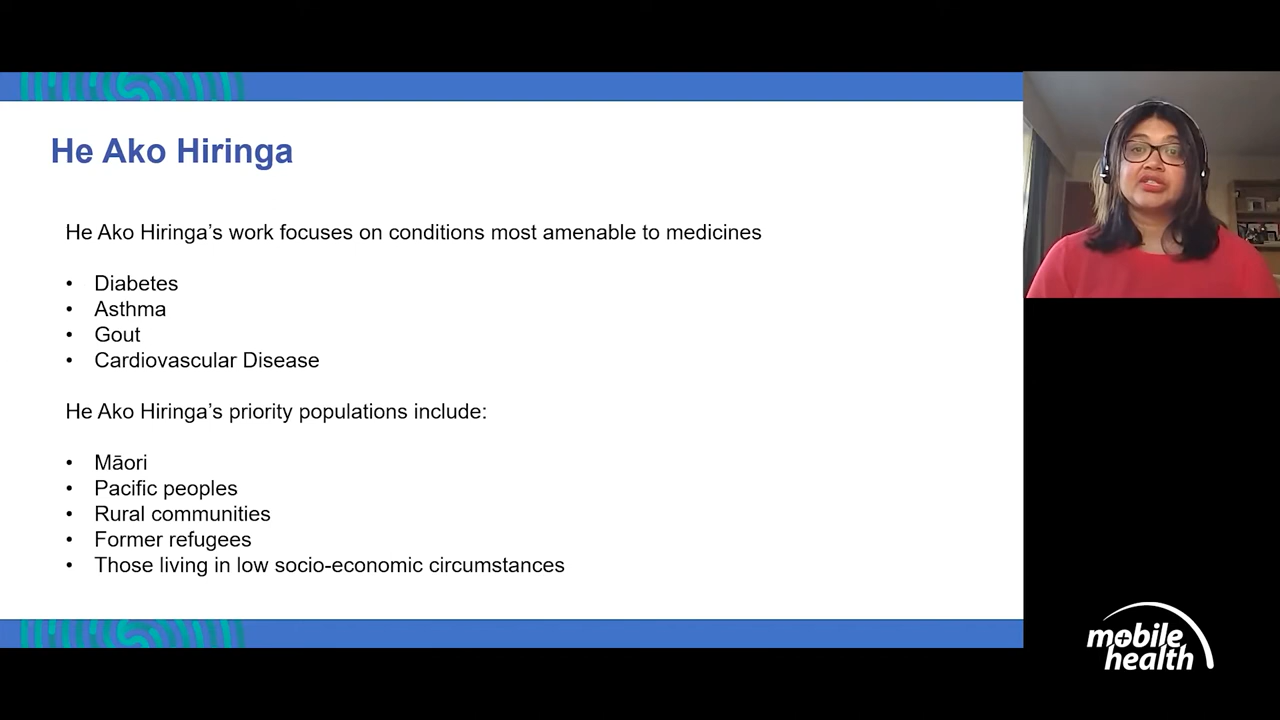 He Ako Hiringa
He Ako Hiringa’s work focuses on conditions most amenable to medicines
• Diabetes
• Asthma
• Gout
• Cardiovascular Disease
He Ako Hiringa’s priority populations include:
• Māori
• Pacific peoples
• Rural communities
• Former refugees
• Those living in low socio-economic circumstances
mobile
health